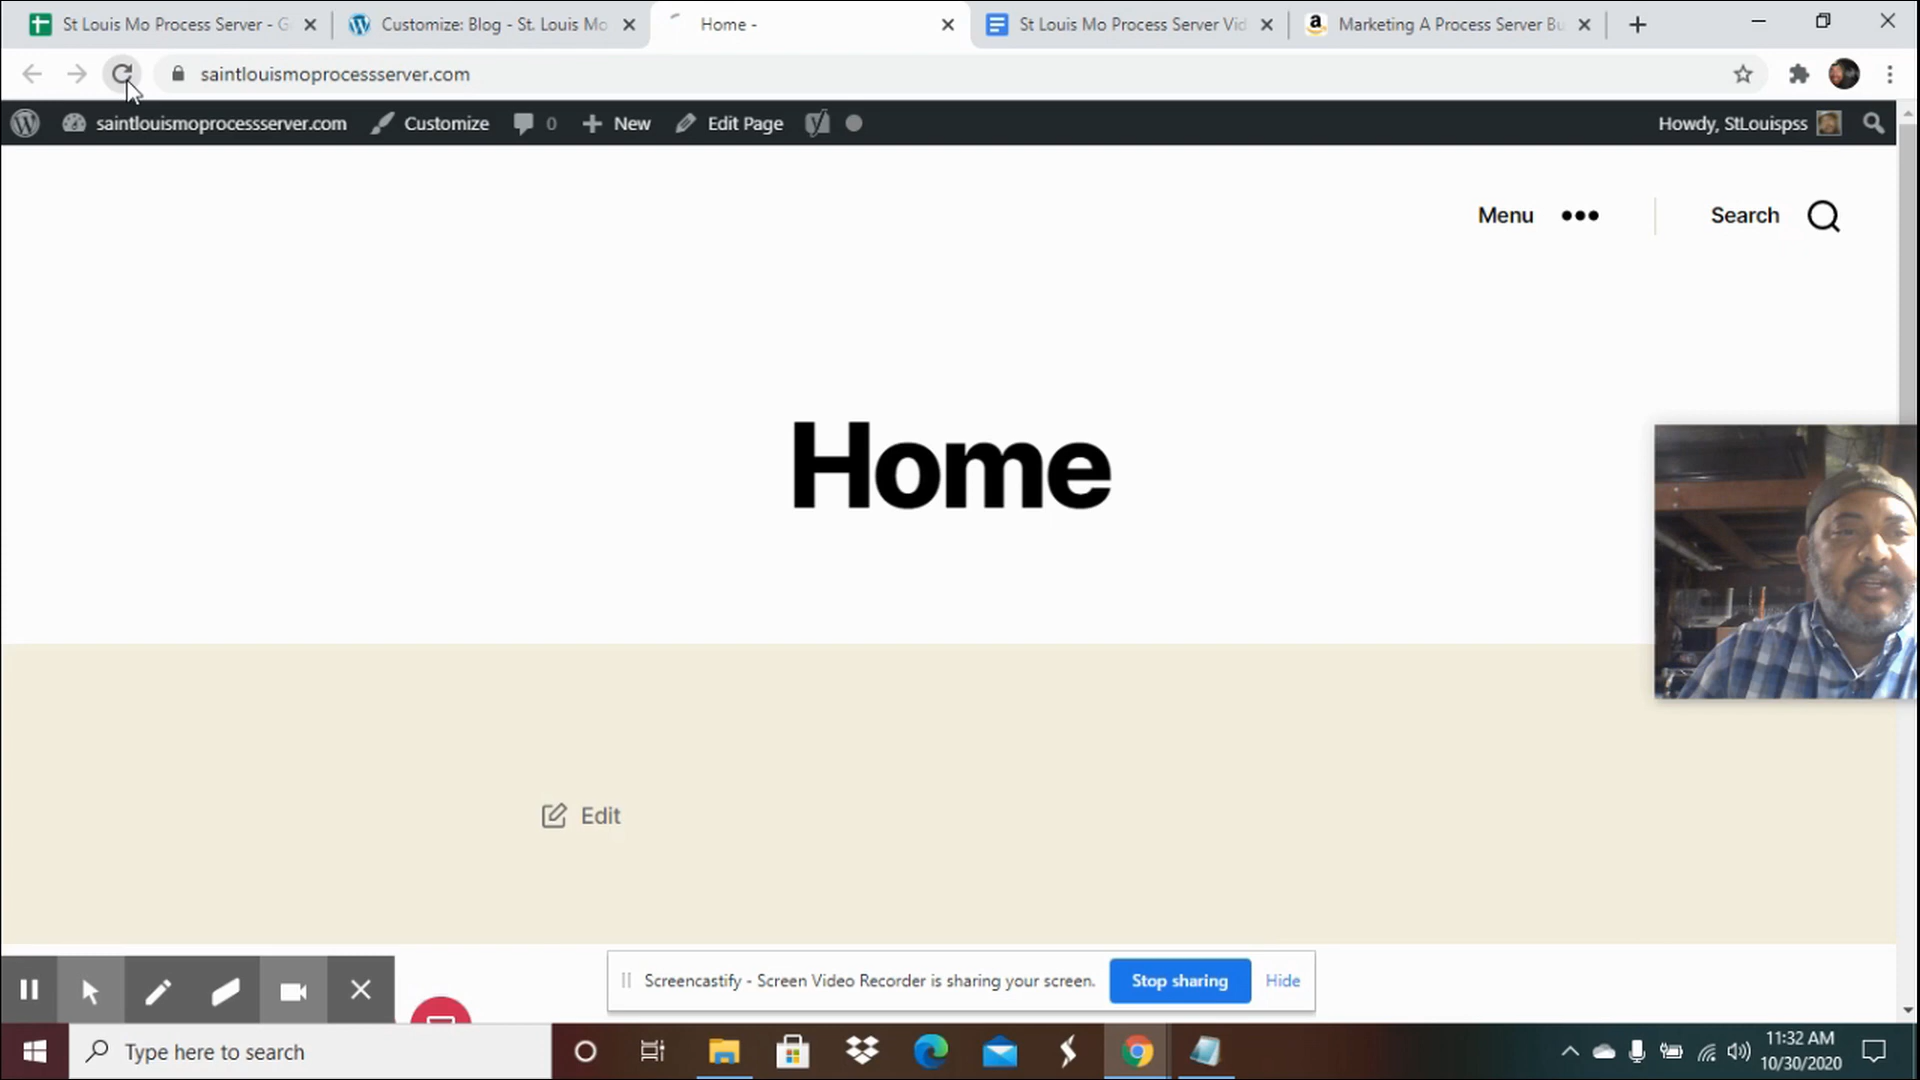 St Louis Mo Process Server - G
Customize: Blog - St. Louis Mo
Home -
St Louis Mo Process Server Vid
Marketing A Process Server Bu
saintlouismoprocessserver.com
saintlouismoprocessserver.com
Customize
0
New
Edit Page
Howdy, StLouispss
Menu
Search
Home
Edit
Screencastify - Screen Video Recorder is sharing your screen.
Stop sharing
Hide
Type here to search
11:32 AM
10/30/2020